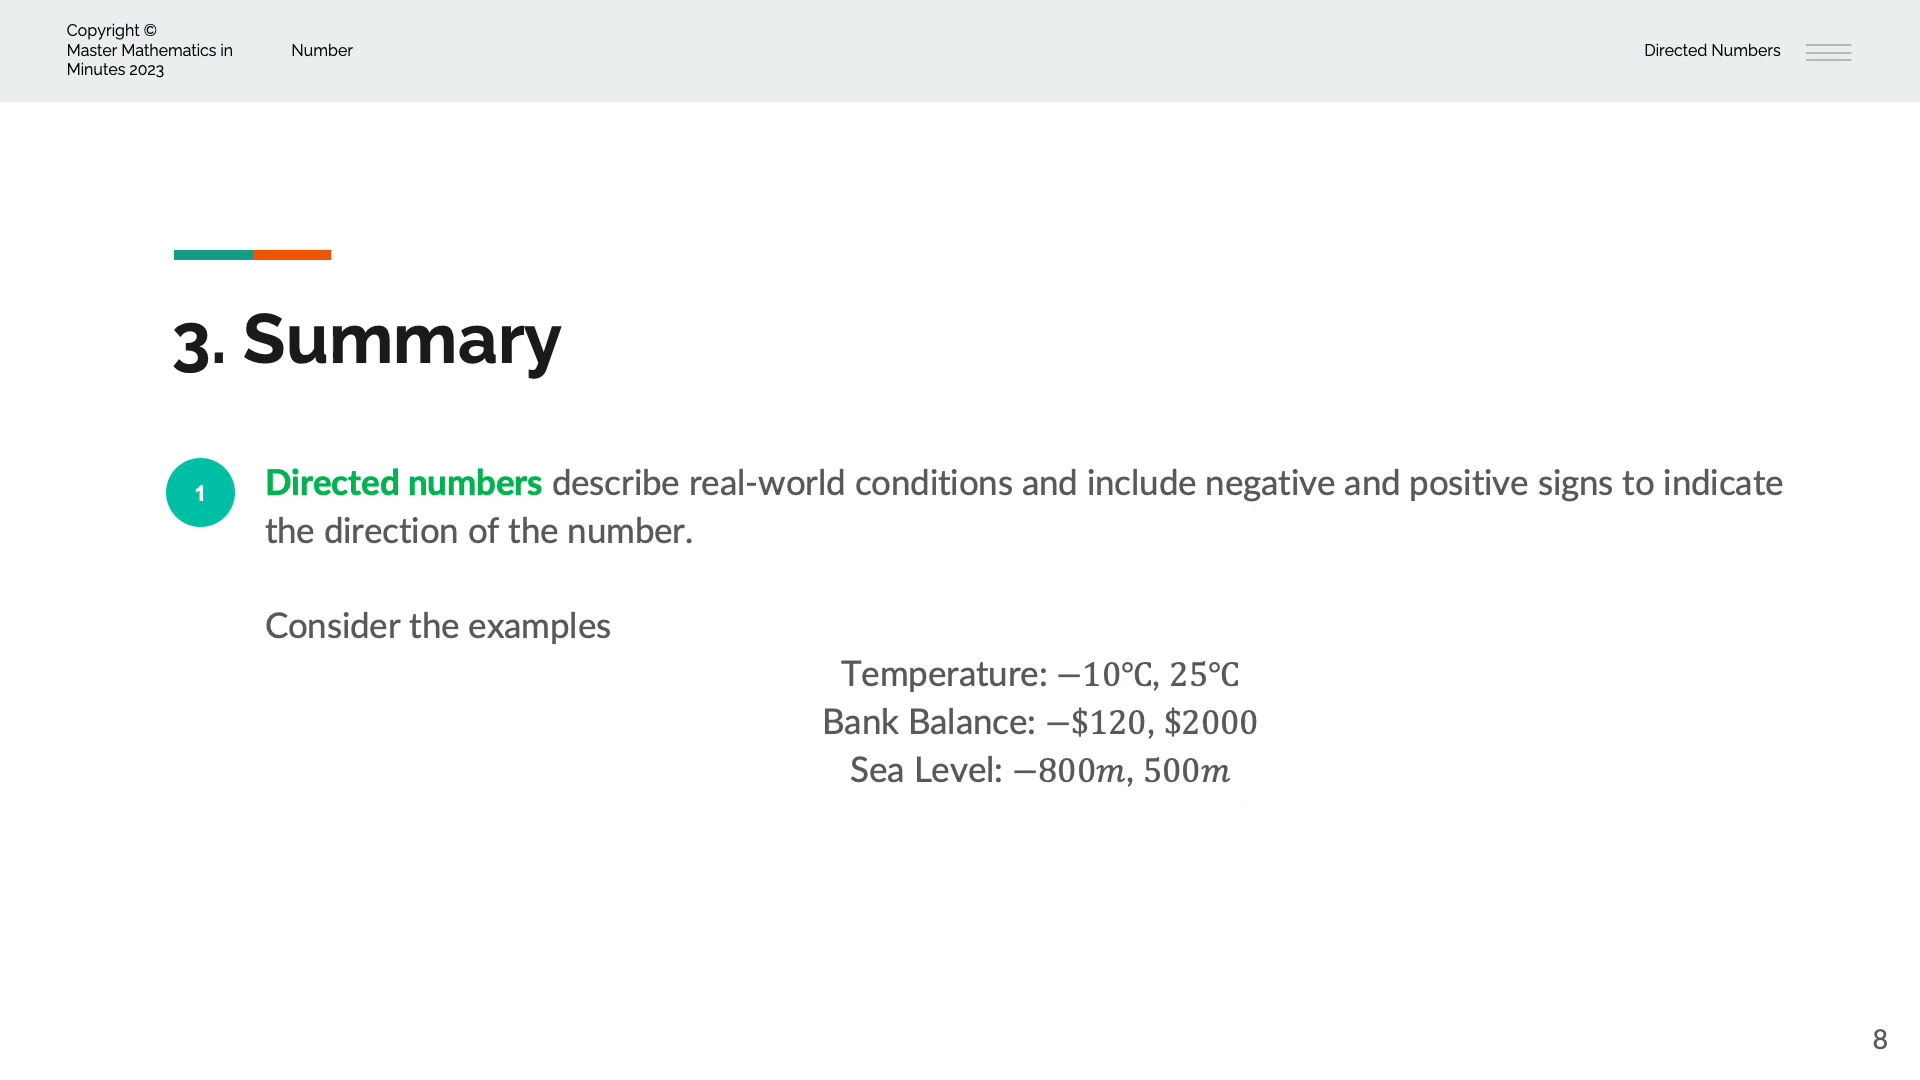 Copyright ©
Master Mathematics in
Minutes 2023
Number
Directed Numbers
3. Summary
1
Directed numbers describe real-world conditions and include negative and positive signs to indicate
the direction of the number.
Consider the examples
Temperature: −10°C, 25°C
Bank Balance: −$120, $2000
Sea Level: −800m, 500m
8